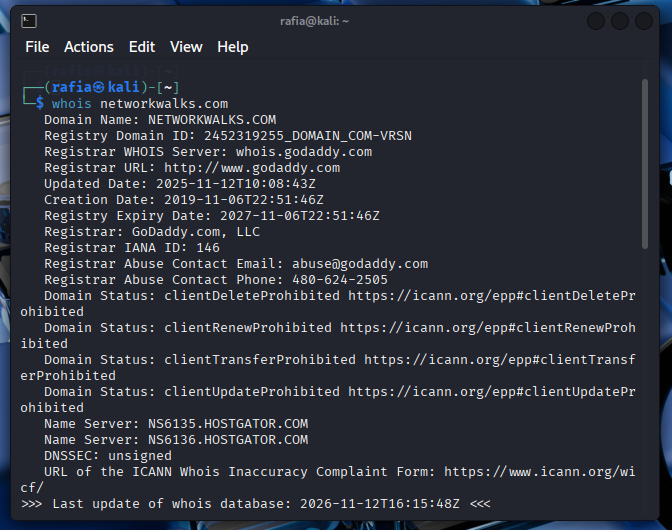 rafia@kali: ~
File Actions Edit View Help
┌──(rafia㉿kali)-[~]
└─$ whois networkwalks.com
Domain Name: NETWORKWALKS.COM
Registry Domain ID: 2452319255_DOMAIN_COM-VRSN
Registrar WHOIS Server: whois.godaddy.com
Registrar URL: http://www.godaddy.com
Updated Date: 2025-11-12T10:08:43Z
Creation Date: 2019-11-06T22:51:46Z
Registry Expiry Date: 2027-11-06T22:51:46Z
Registrar: GoDaddy.com, LLC
Registrar IANA ID: 146
Registrar Abuse Contact Email: abuse@godaddy.com
Registrar Abuse Contact Phone: 480-624-2505
Domain Status: clientDeleteProhibited https://icann.org/epp#clientDeletePr
ohibited
Domain Status: clientRenewProhibited https://icann.org/epp#clientRenewProh
ibited
Domain Status: clientTransferProhibited https://icann.org/epp#clientTransf
erProhibited
Domain Status: clientUpdateProhibited https://icann.org/epp#clientUpdatePr
ohibited
Name Server: NS6135.HOSTGATOR.COM
Name Server: NS6136.HOSTGATOR.COM
DNSSEC: unsigned
URL of the ICANN Whois Inaccuracy Complaint Form: https://www.icann.org/wi
cf/
>>> Last update of whois database: 2026-11-12T16:15:48Z <<<